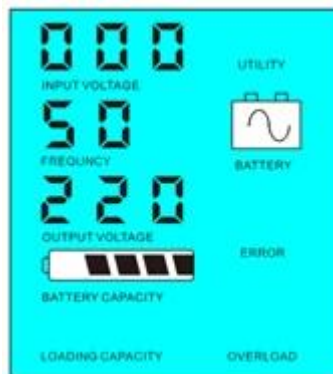 000
INPUT VOLTAGE
UTILITY
50
FREQUNCY
BATTERY
220
OUTPUT VOLTAGE
ERROR
BATTERY CAPACITY
LOADING CAPACITY
OVERLOAD